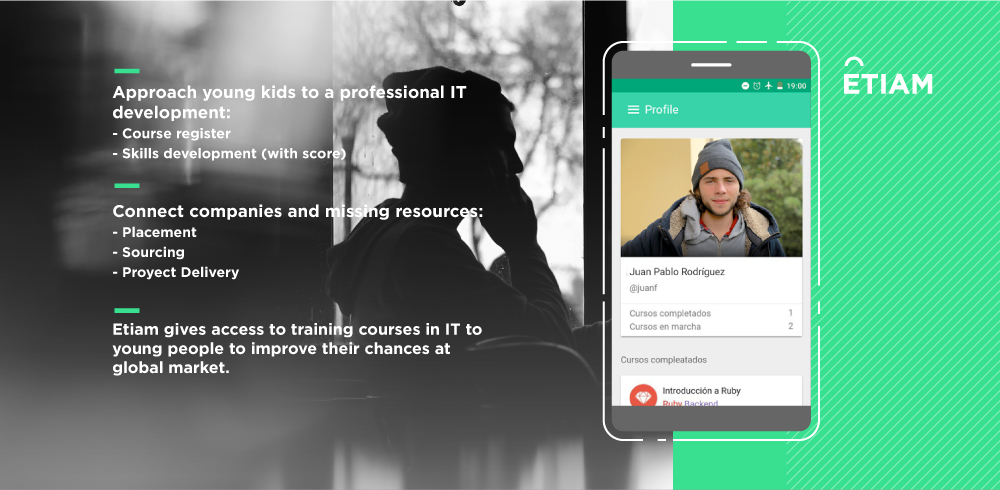 Approach young kids to a professional IT
development:
- Course register
- Skills development (with score)
Connect companies and missing resources:
- Placement
- Sourcing
- Proyect Delivery
Etiam gives access to training courses in IT to
young people to improve their chances at
global market.
19:00
Profile
Juan Pablo Rodríguez
@juanf
Cursos completados 1
Cursos en marcha 2
Cursos compleatados
Introducción a Ruby
Ruby Backend
ETIAM